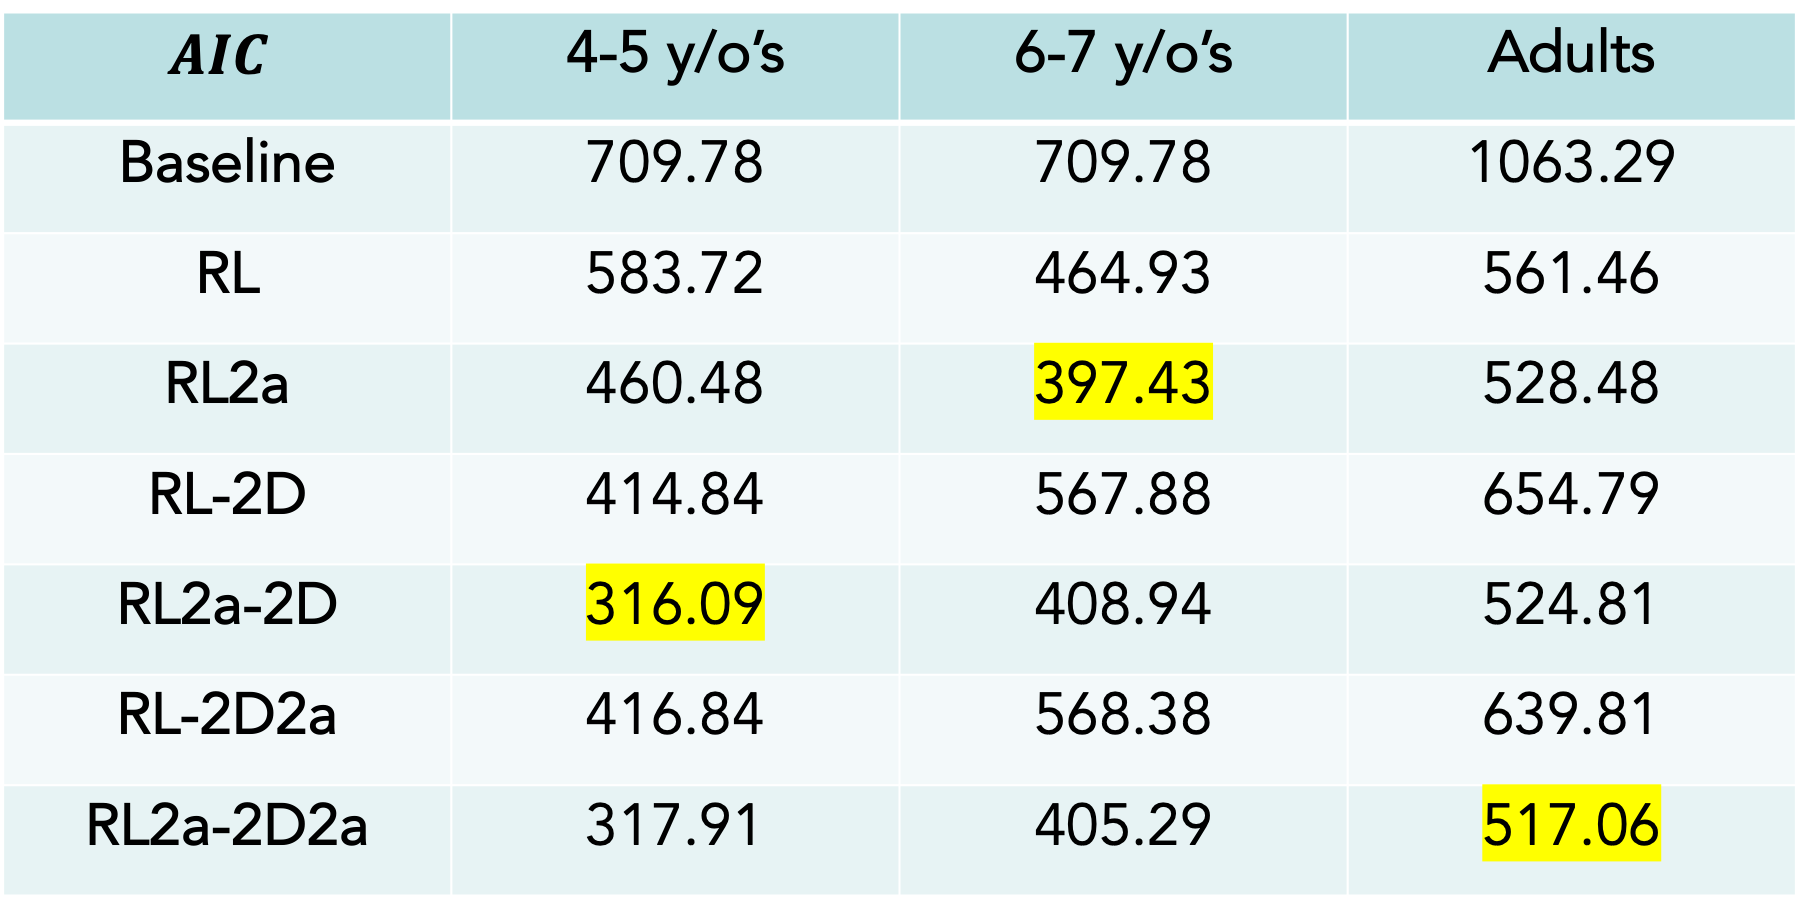 AIC 4-5 y/o’s 6-7 y/o’s Adults
Baseline 709.78 709.78 1063.29
RL 583.72 464.93 561.46
RL2a 460.48 397.43 528.48
RL-2D 414.84 567.88 654.79
RL2a-2D 316.09 408.94 524.81
RL-2D2a 416.84 568.38 639.81
RL2a-2D2a 317.91 405.29 517.06